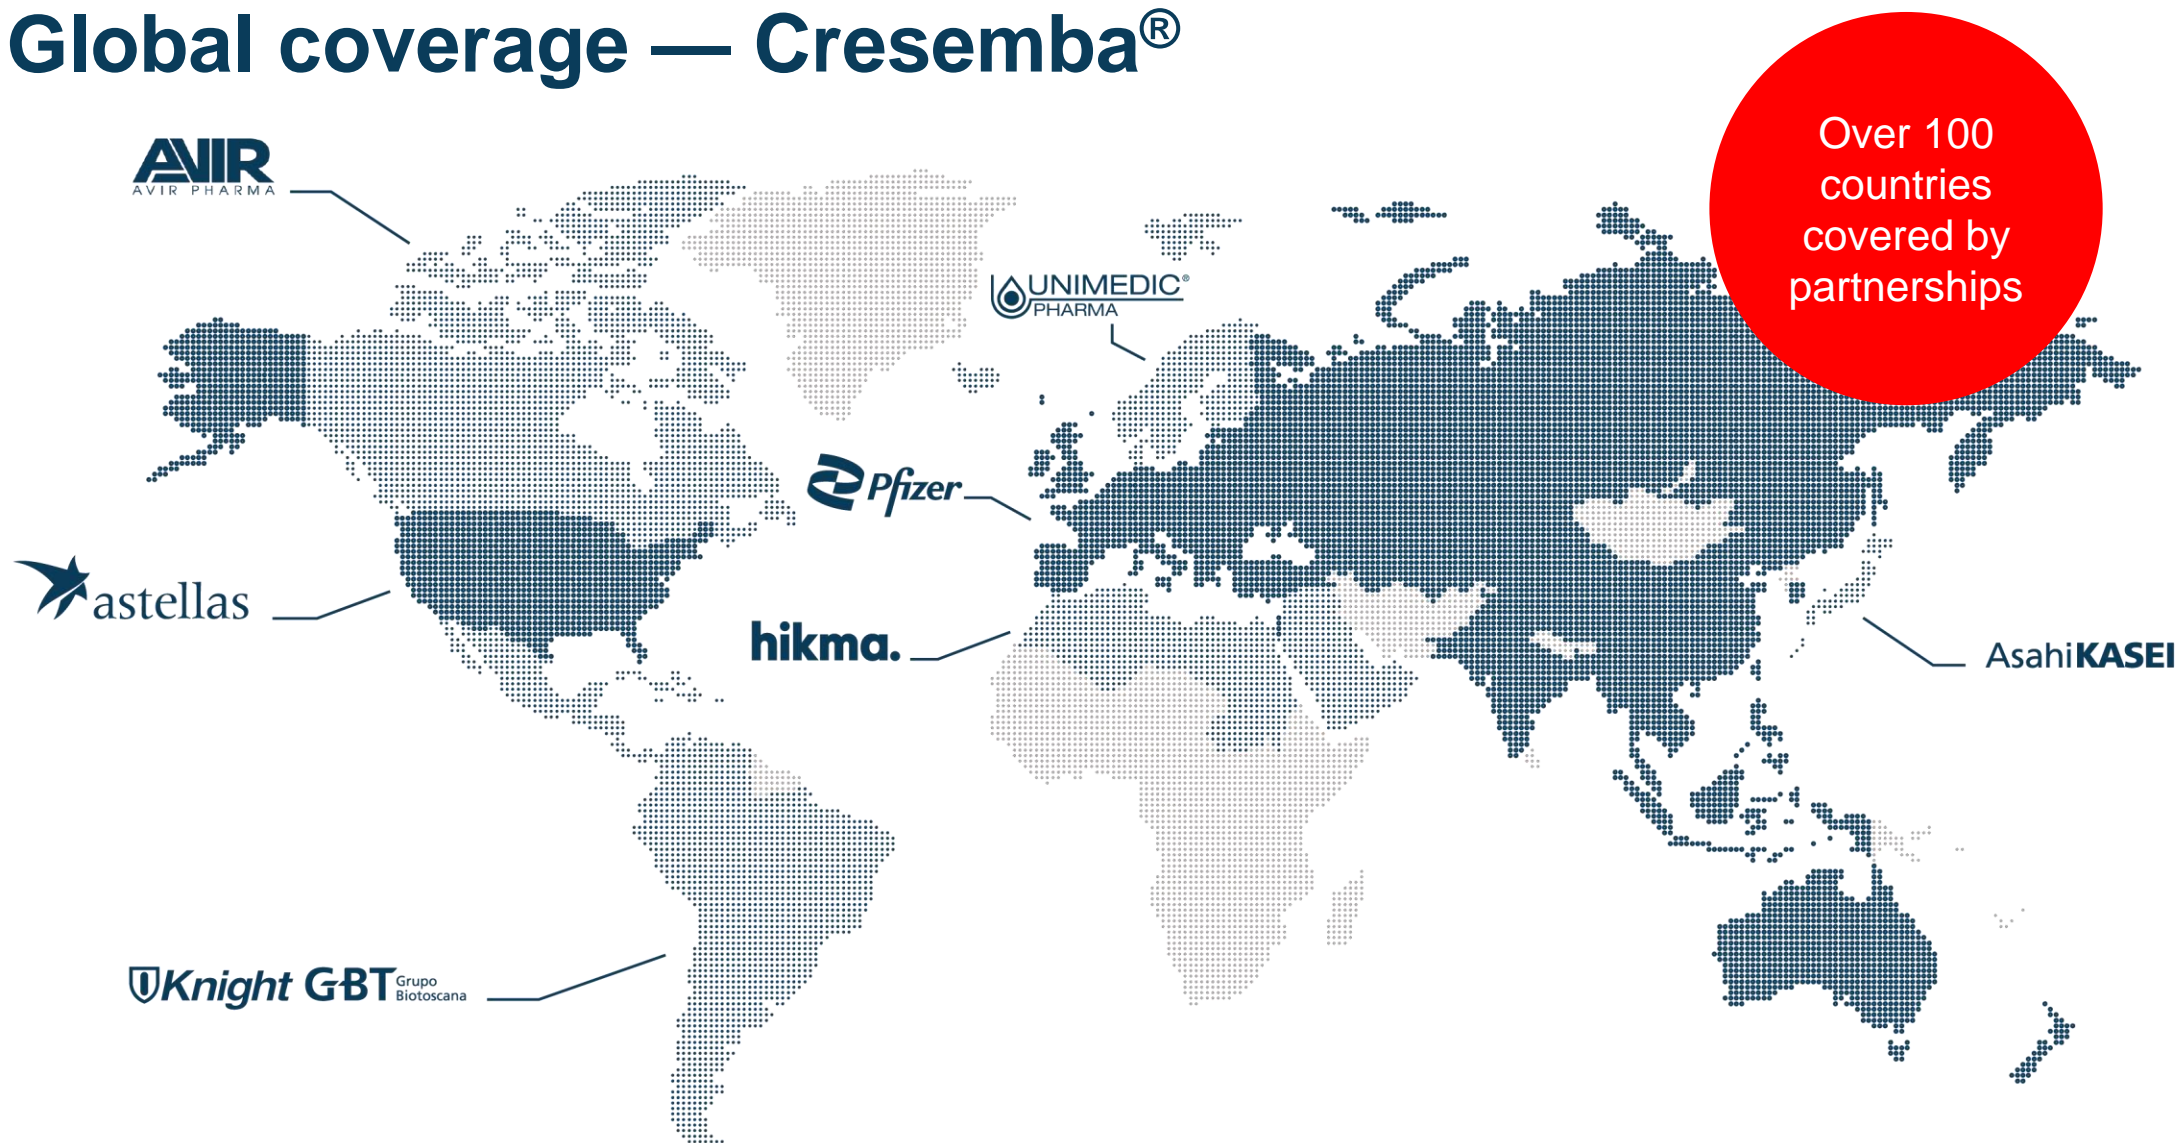 Global coverage — Cresemba®
Over 100
countries
covered by
partnerships
AVIR
AVIR PHARMA
UNIMEDIC®
PHARMA
Pfizer
astellas
hikma.
AsahiKASEI
Knight GBT Grupo
Biotoscana